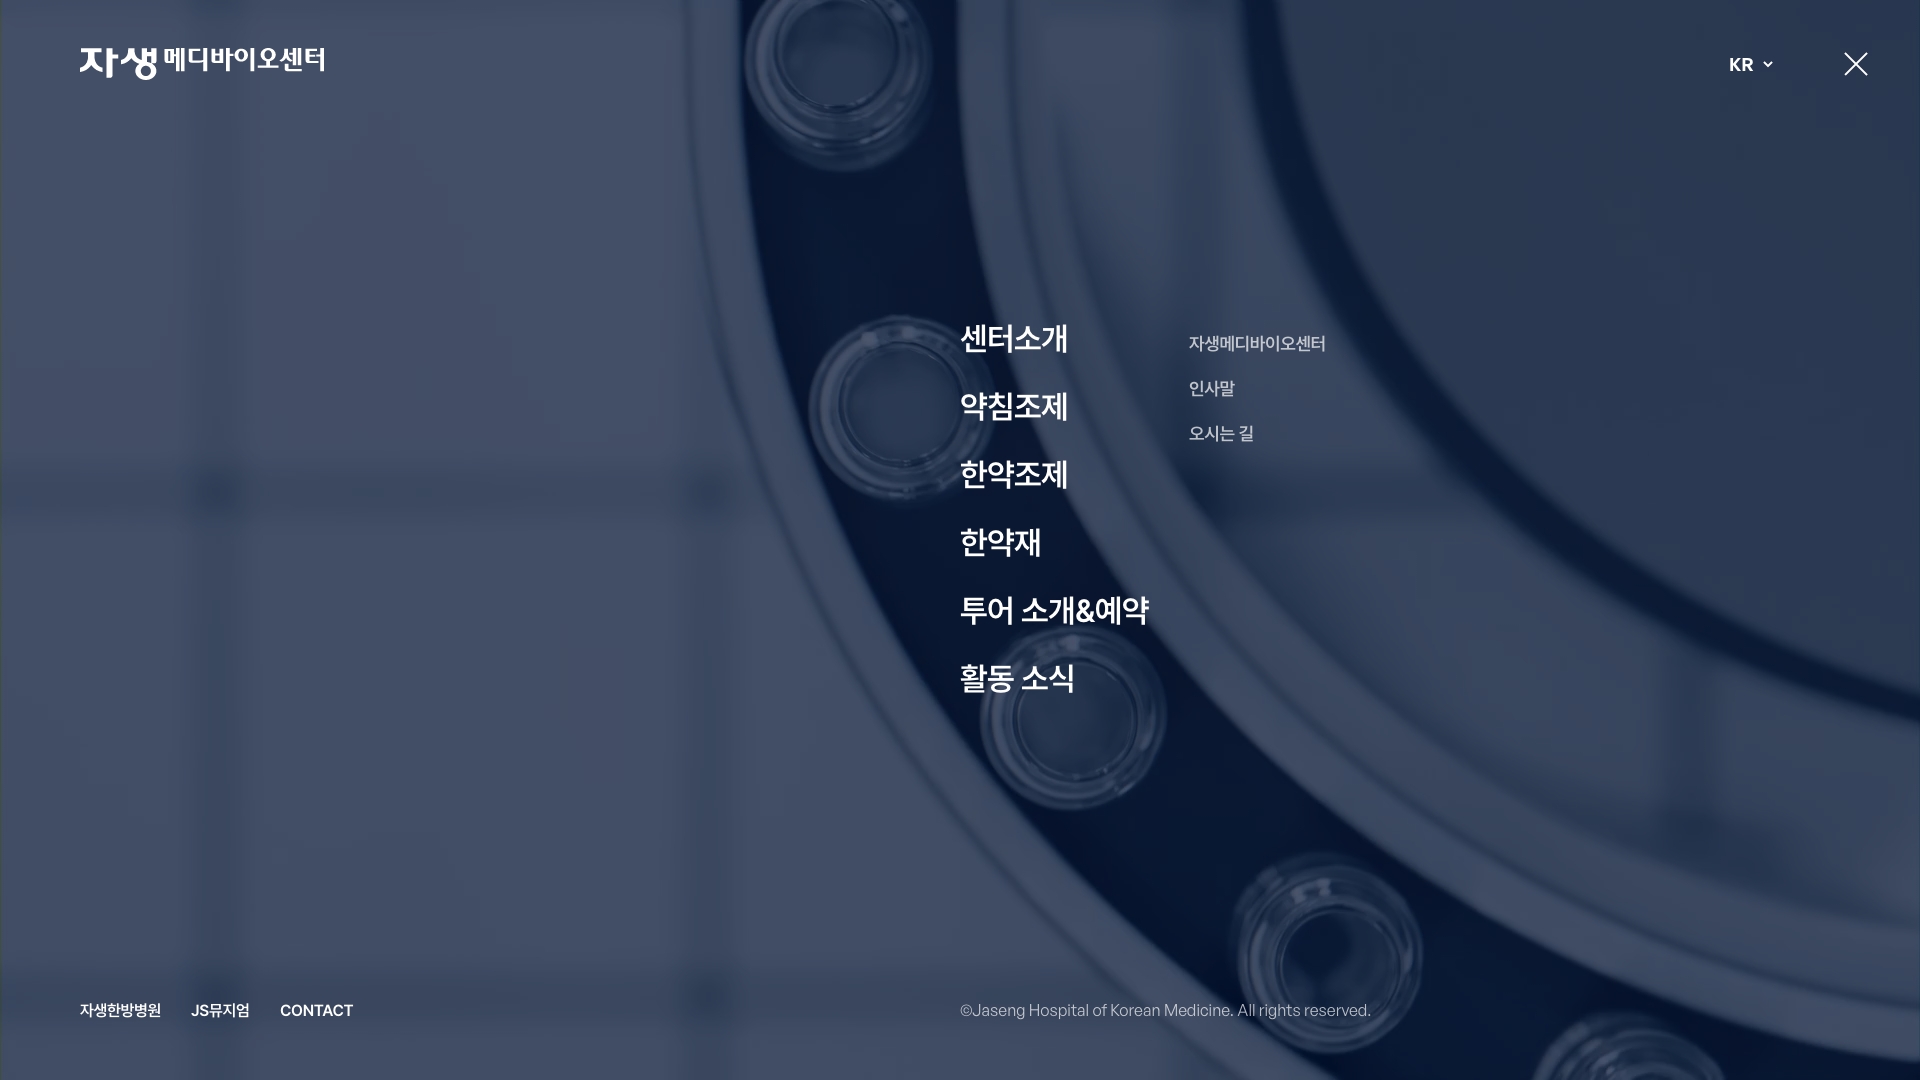 자생 메디바이오센터
KR
센터소개
자생메디바이오센터
인사말
오시는 길
약침조제
한약조제
한약재
투어 소개&예약
활동 소식
자생한방병원 JS뮤지엄 CONTACT
©Jaseng Hospital of Korean Medicine. All rights reserved.